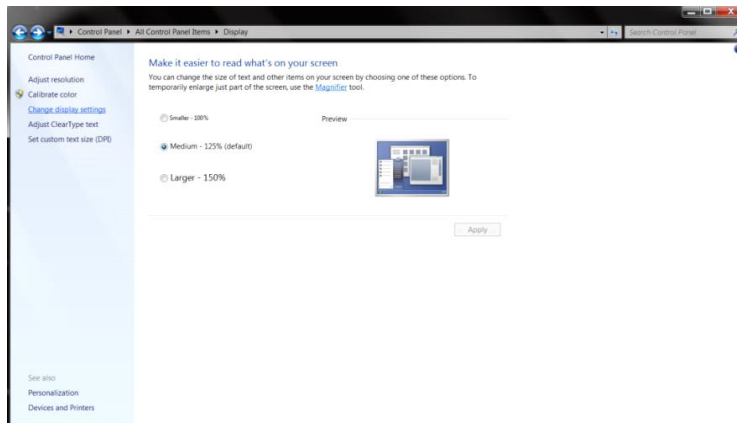 Control Panel ▸ All Control Panel Items ▸ Display
Search Control Panel
Control Panel Home
Adjust resolution
Calibrate color
Change display settings
Adjust ClearType text
Set custom text size (DPI)
See also
Personalization
Devices and Printers
Make it easier to read what's on your screen
You can change the size of text and other items on your screen by choosing one of these options. To
temporarily enlarge just part of the screen, use the Magnifier tool.
Smaller - 100%
Preview
Medium - 125% (default)
Larger - 150%
Apply